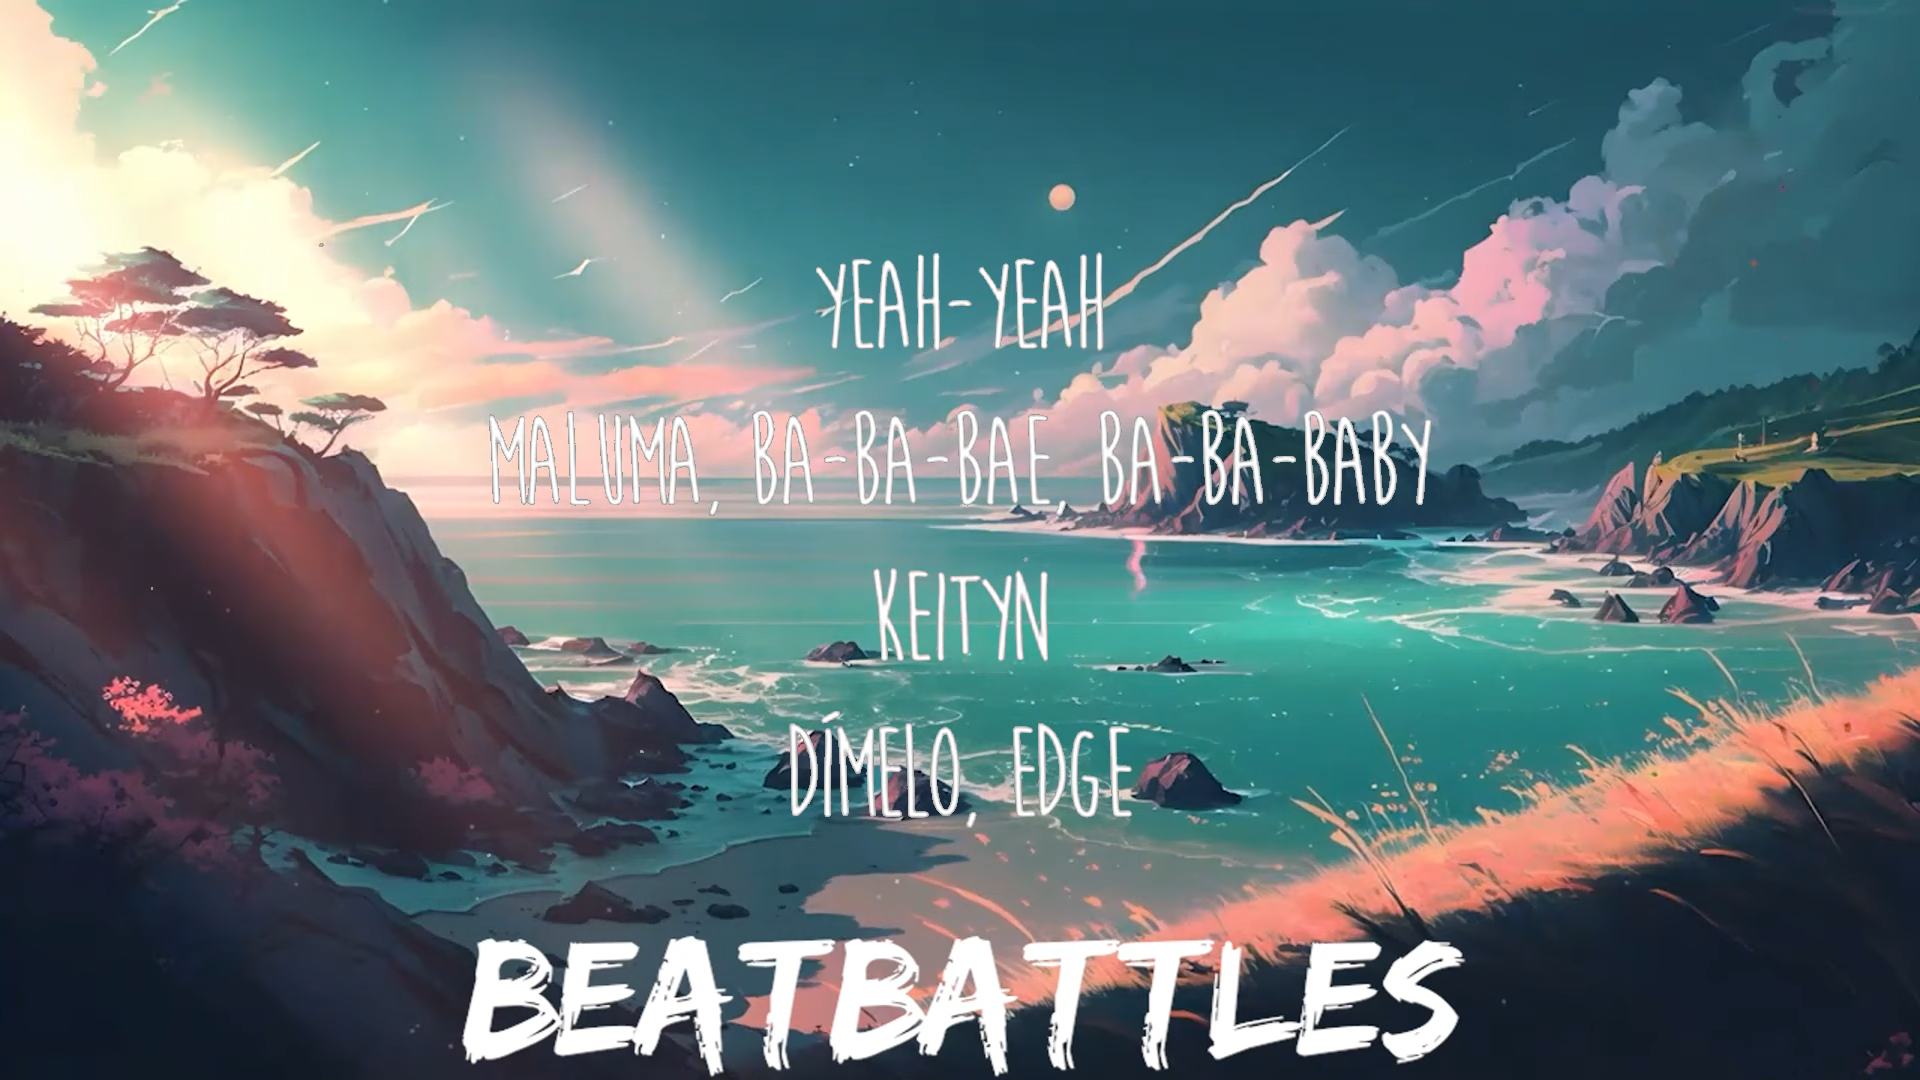 YEAH-YEAH
MALUMA, BA-BA-BAE, BA-BA-BABY
KEITYN
DÍMELO, EDGE
BEATBATTLES